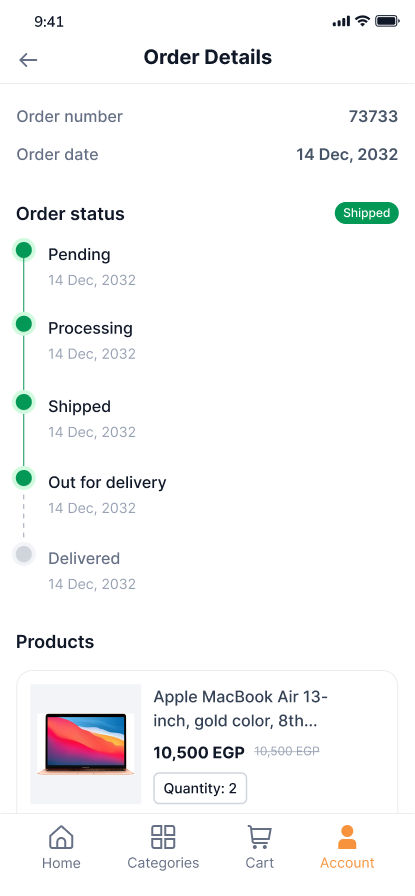 9:41
Order Details
Order number 73733
Order date 14 Dec, 2032
Order status Shipped
Pending
14 Dec, 2032
Processing
14 Dec, 2032
Shipped
14 Dec, 2032
Out for delivery
14 Dec, 2032
Delivered
14 Dec, 2032
Products
Apple MacBook Air 13-
inch, gold color, 8th...
10,500 EGP 10,500 EGP
Quantity: 2
Home Categories Cart Account